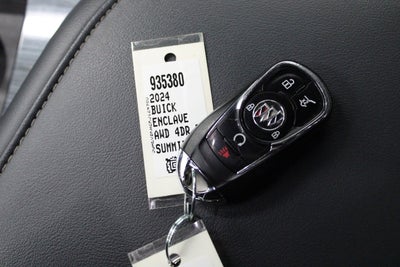 935380
2024
BUICK
ENCLAVE
AWD 4DR
SUMMI